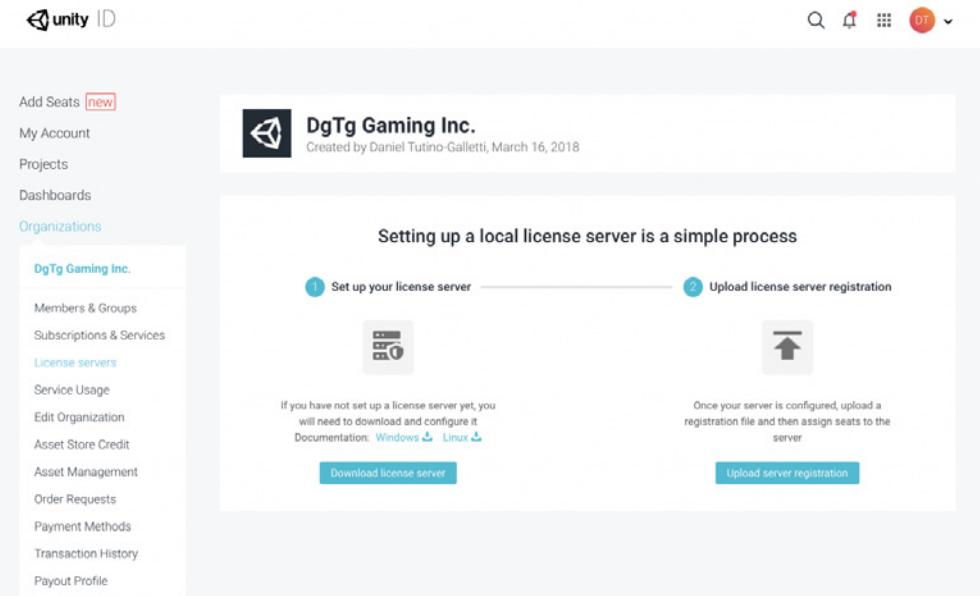 unity ID
DT
Add Seats new
My Account
Projects
Dashboards
Organizations
DgTg Gaming Inc.
Members & Groups
Subscriptions & Services
License servers
Service Usage
Edit Organization
Asset Store Credit
Asset Management
Order Requests
Payment Methods
Transaction History
Payout Profile
DgTg Gaming Inc.
Created by Daniel Tutino-Galletti, March 16, 2018
Setting up a local license server is a simple process
1 Set up your license server
If you have not set up a license server yet, you
will need to download and configure it
Documentation: Windows Linux
Download license server
2 Upload license server registration
Once your server is configured, upload a
registration file and then assign seats to the
server
Upload server registration